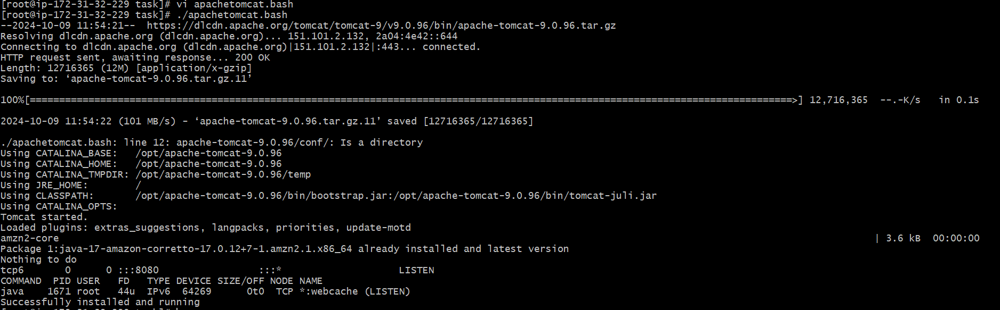 [root@ip-172-31-32-229 task]# vi apachetomcat.bash
[root@ip-172-31-32-229 task]# ./apachetomcat.bash
--2024-10-09 11:54:21--  https://dlcdn.apache.org/tomcat/tomcat-9/v9.0.96/bin/apache-tomcat-9.0.96.tar.gz
Resolving dlcdn.apache.org (dlcdn.apache.org)... 151.101.2.132, 2a04:4e42::644
Connecting to dlcdn.apache.org (dlcdn.apache.org)|151.101.2.132|:443... connected.
HTTP request sent, awaiting response... 200 OK
Length: 12716365 (12M) [application/x-gzip]
Saving to: ‘apache-tomcat-9.0.96.tar.gz.11’
100%[==================================================================================================================================>] 12,716,365  --.-K/s   in 0.1s
2024-10-09 11:54:22 (101 MB/s) - ‘apache-tomcat-9.0.96.tar.gz.11’ saved [12716365/12716365]
./apachetomcat.bash: line 12: apache-tomcat-9.0.96/conf/: Is a directory
Using CATALINA_BASE:   /opt/apache-tomcat-9.0.96
Using CATALINA_HOME:   /opt/apache-tomcat-9.0.96
Using CATALINA_TMPDIR: /opt/apache-tomcat-9.0.96/temp
Using JRE_HOME:        /
Using CLASSPATH:       /opt/apache-tomcat-9.0.96/bin/bootstrap.jar:/opt/apache-tomcat-9.0.96/bin/tomcat-juli.jar
Using CATALINA_OPTS:
Tomcat started.
Loaded plugins: extras_suggestions, langpacks, priorities, update-motd
amzn2-core | 3.6 kB  00:00:00
Package 1:java-17-amazon-corretto-17.0.12+7-1.amzn2.1.x86_64 already installed and latest version
Nothing to do
tcp6       0      0 :::8080                 :::*                    LISTEN
COMMAND  PID USER   FD   TYPE DEVICE SIZE/OFF NODE NAME
java    1671 root   44u  IPv6  64269      0t0  TCP *:webcache (LISTEN)
Successfully installed and running